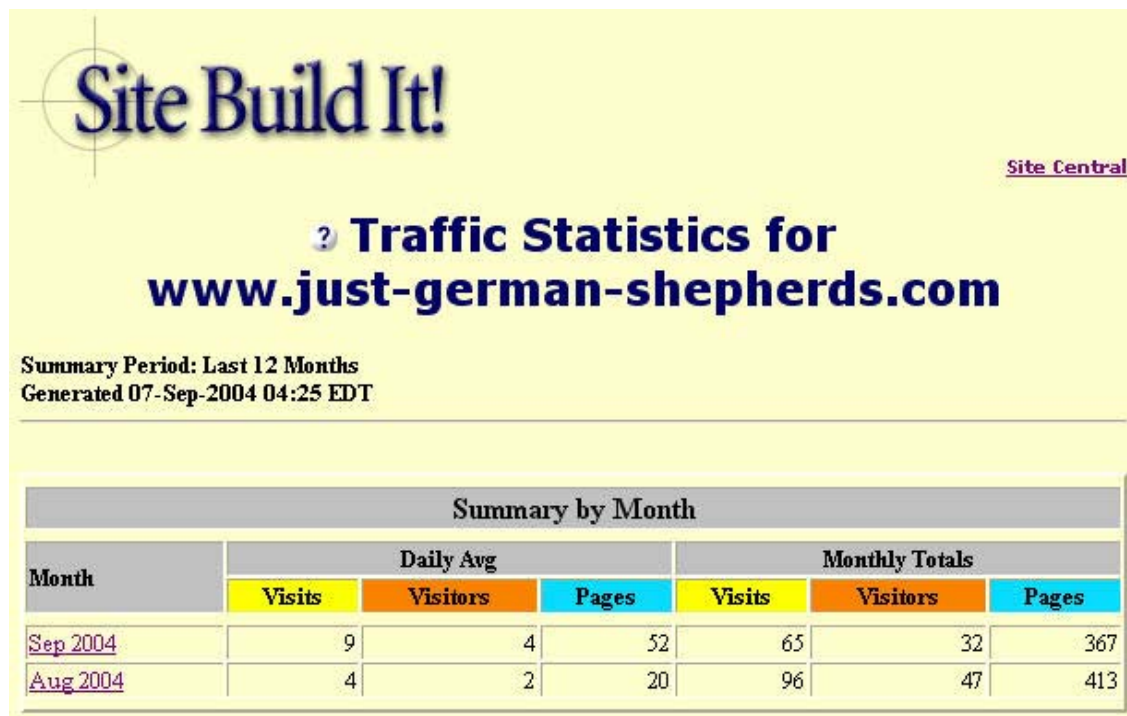 Site Build It!
Site Central
? Traffic Statistics for
www.just-german-shepherds.com
Summary Period: Last 12 Months
Generated 07-Sep-2004 04:25 EDT
Summary by Month
Month Daily Avg Monthly Totals
Visits Visitors Pages Visits Visitors Pages
Sep 2004 9 4 52 65 32 367
Aug 2004 4 2 20 96 47 413